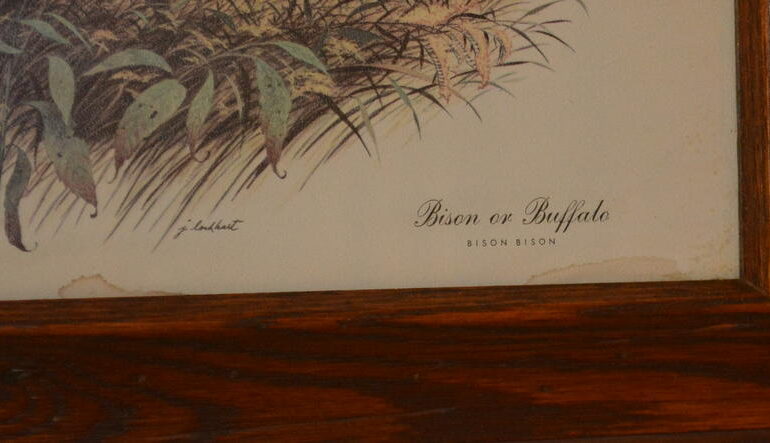 j. lockhart
Bison or Buffalo
BISON BISON